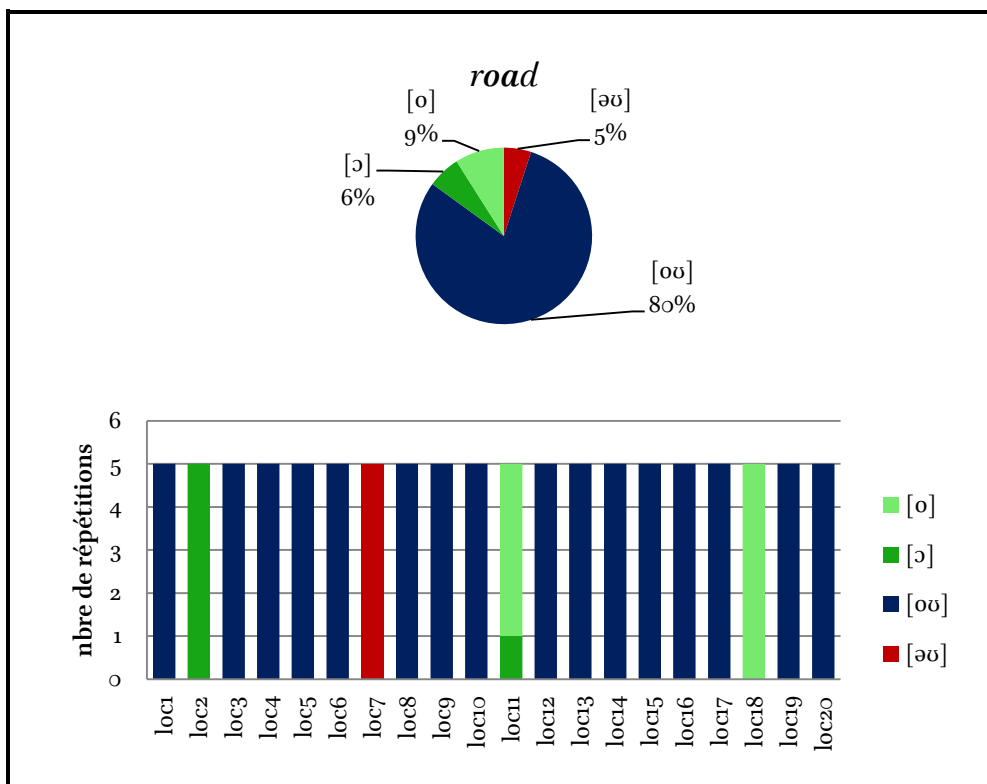 road
[o]
9%
[əʊ]
5%
[ɔ]
6%
[oʊ]
80%
nbre de répétitions
6
5
4
3
2
1
0
loc1
loc2
loc3
loc4
loc5
loc6
loc7
loc8
loc9
loc10
loc11
loc12
loc13
loc14
loc15
loc16
loc17
loc18
loc19
loc20
[o]
[ɔ]
[oʊ]
[əʊ]